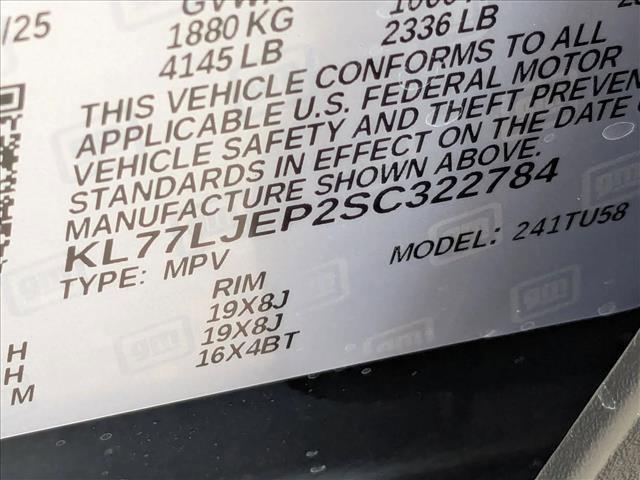 /25
GVWR
1880 KG
2336 LB
4145 LB
THIS VEHICLE CONFORMS TO ALL
APPLICABLE U.S. FEDERAL MOTOR
VEHICLE SAFETY AND THEFT PREVEN
STANDARDS IN EFFECT ON THE DATE
MANUFACTURE SHOWN ABOVE.
KL77LJEP2SC322784
TYPE: MPV
MODEL: 241TU58
RIM
19X8J
H
19X8J
H
16X4BT
M
gm